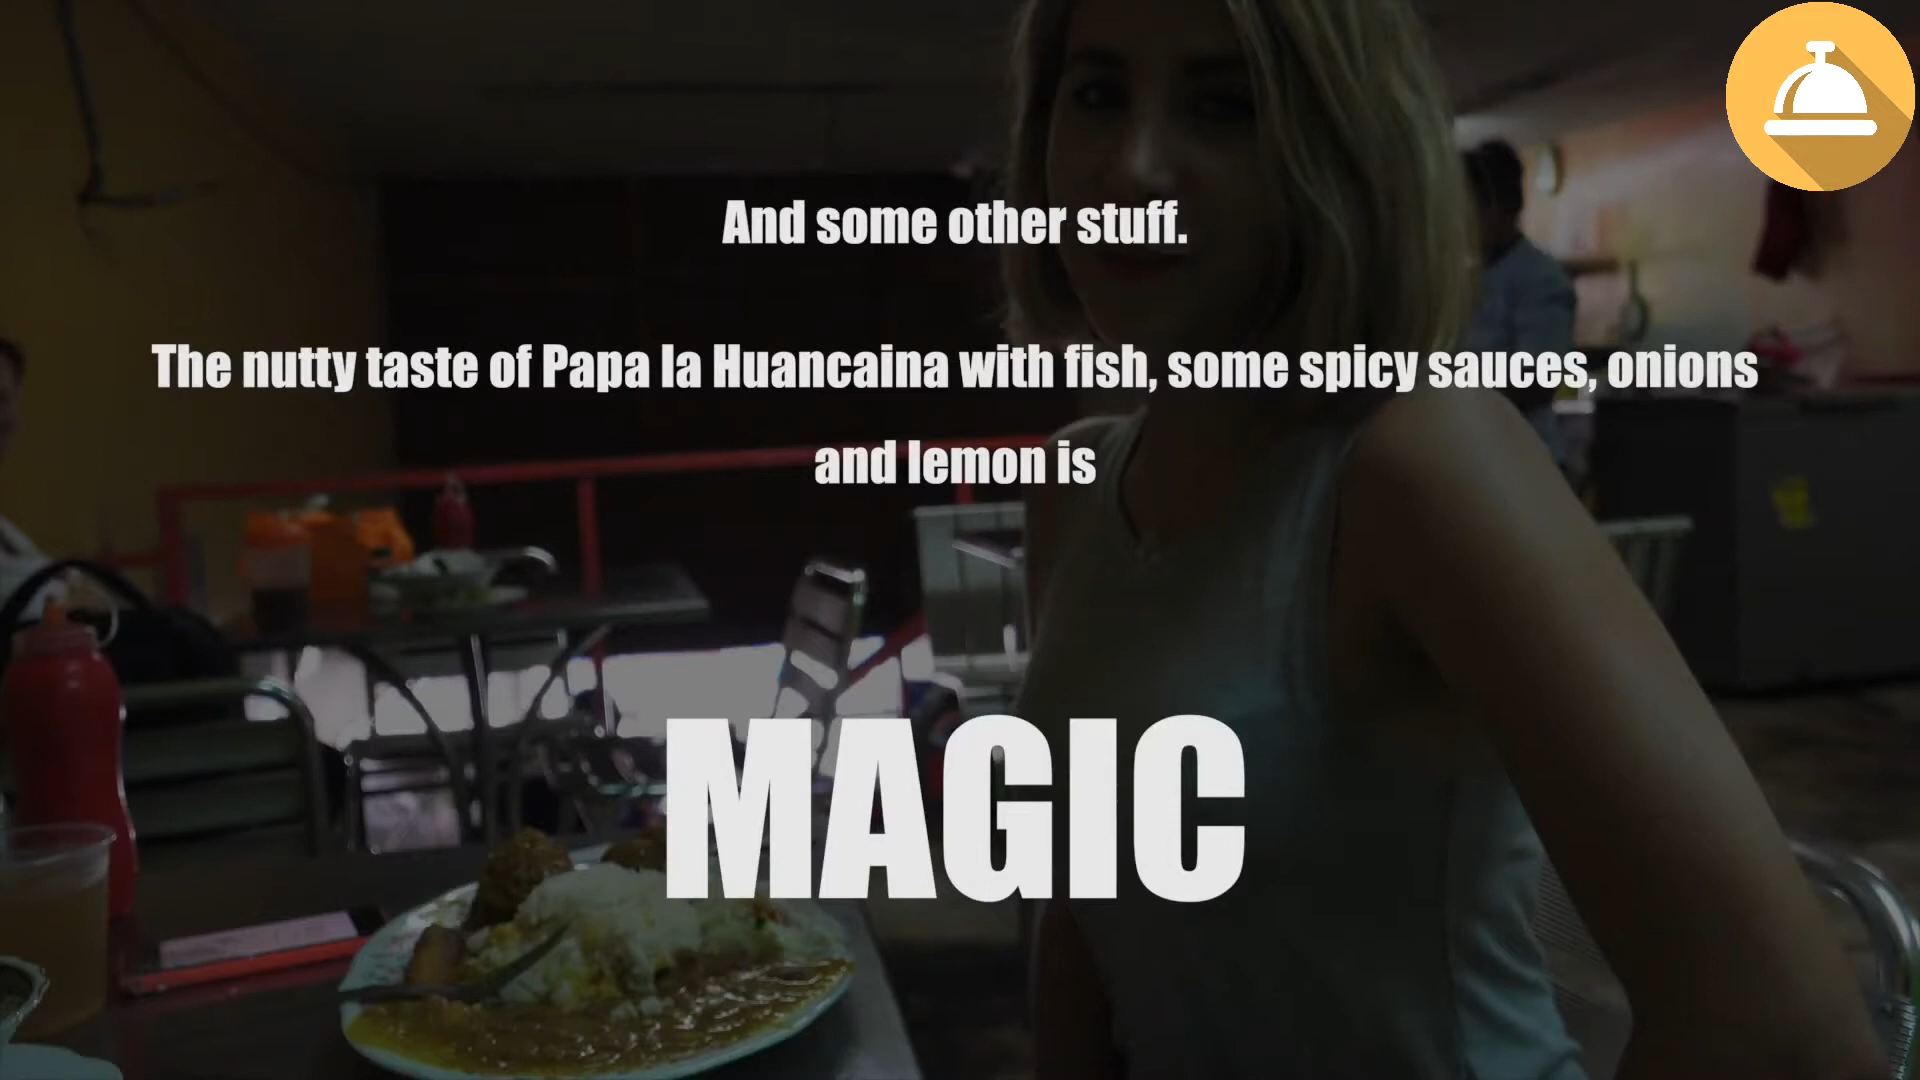 And some other stuff.
The nutty taste of Papa la Huancaina with fish, some spicy sauces, onions
and lemon is
MAGIC